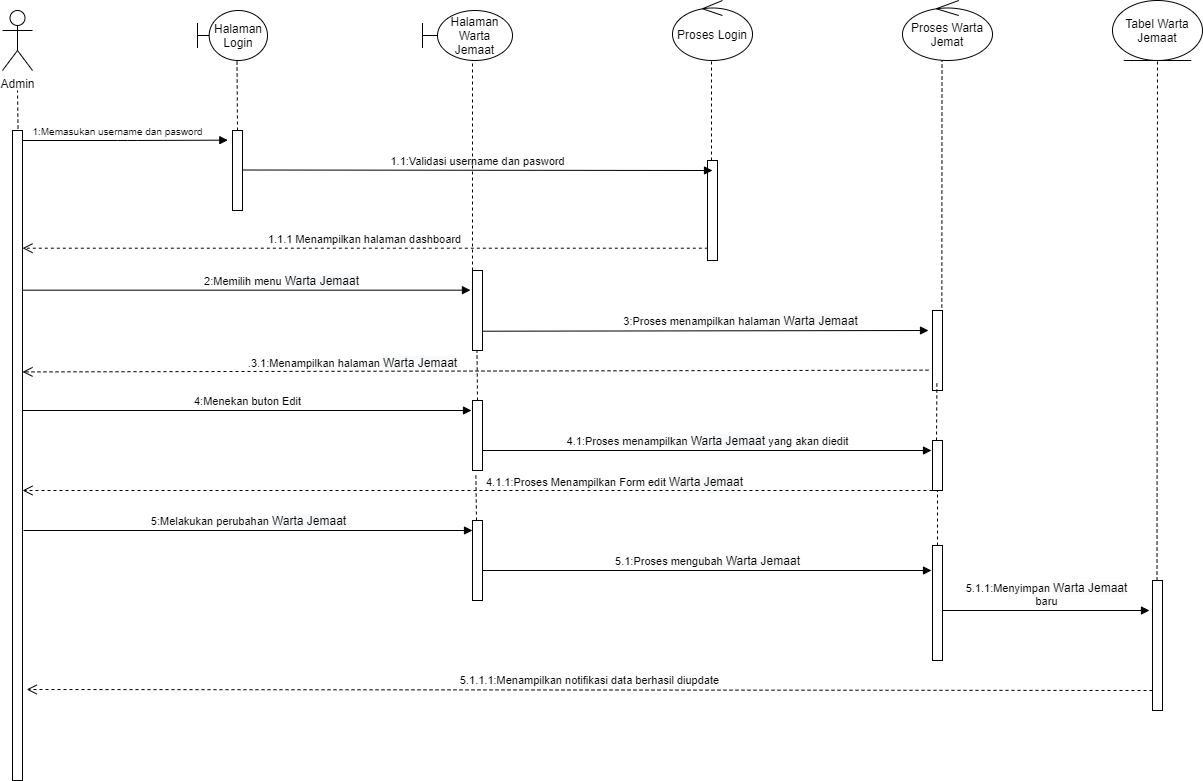 Halaman
Login
Halaman
Warta
Jemaat
Proses Login
Proses Warta
Jemat
Tabel Warta
Jemaat
Admin
1:Memasukan username dan pasword
1.1:Validasi username dan pasword
1.1.1 Menampilkan halaman dashboard
2:Memilih menu Warta Jemaat
3:Proses menampilkan halaman Warta Jemaat
.3.1:Menampilkan halaman Warta Jemaat
4:Menekan buton Edit
4.1:Proses menampilkan Warta Jemaat yang akan diedit
4.1.1:Proses Menampilkan Form edit Warta Jemaat
5:Melakukan perubahan Warta Jemaat
5.1:Proses mengubah Warta Jemaat
5.1.1:Menyimpan Warta Jemaat
baru
5.1.1.1:Menampilkan notifikasi data berhasil diupdate